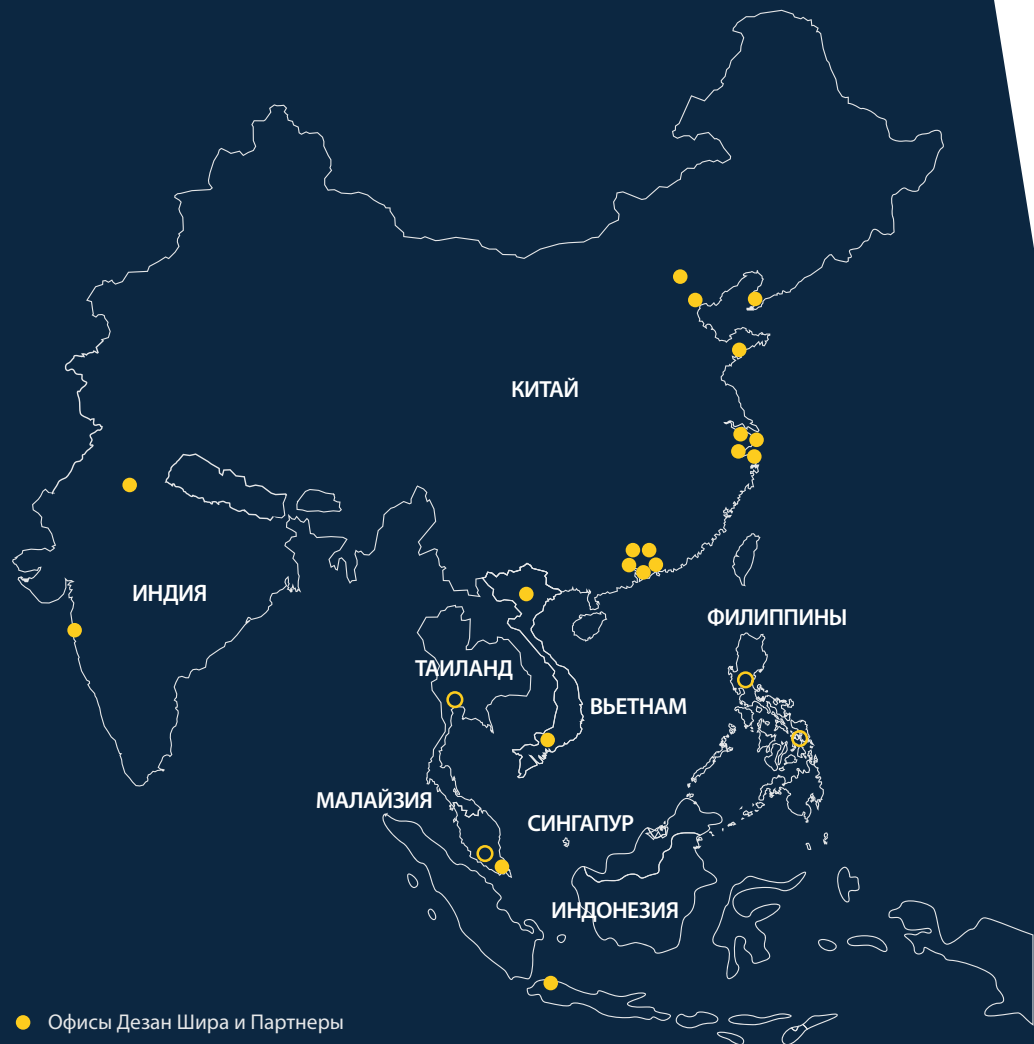 КИТАЙ
ИНДИЯ
ФИЛИППИНЫ
ТАИЛАНД
ВЬЕТНАМ
МАЛАЙЗИЯ
СИНГАПУР
ИНДОНЕЗИЯ
Офисы Дезан Шира и Партнеры